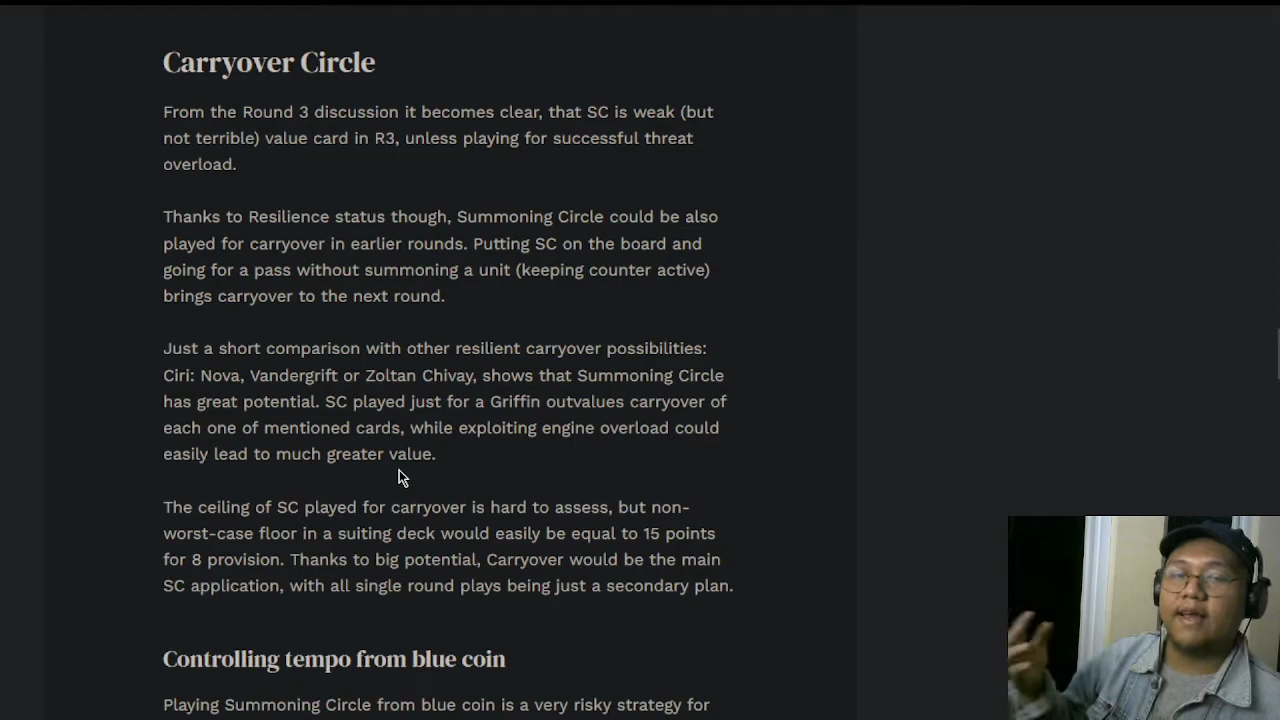 Carryover Circle
From the Round 3 discussion it becomes clear, that SC is weak (but
not terrible) value card in R3, unless playing for successful threat
overload.
Thanks to Resilience status though, Summoning Circle could be also
played for carryover in earlier rounds. Putting SC on the board and
going for a pass without summoning a unit (keeping counter active)
brings carryover to the next round.
Just a short comparison with other resilient carryover possibilities:
Ciri: Nova, Vandergrift or Zoltan Chivay, shows that Summoning Circle
has great potential. SC played just for a Griffin outvalues carryover of
each one of mentioned cards, while exploiting engine overload could
easily lead to much greater value.
The ceiling of SC played for carryover is hard to assess, but non-
worst-case floor in a suiting deck would easily be equal to 15 points
for 8 provision. Thanks to big potential, Carryover would be the main
SC application, with all single round plays being just a secondary plan.
Controlling tempo from blue coin
Playing Summoning Circle from blue coin is a very risky strategy for